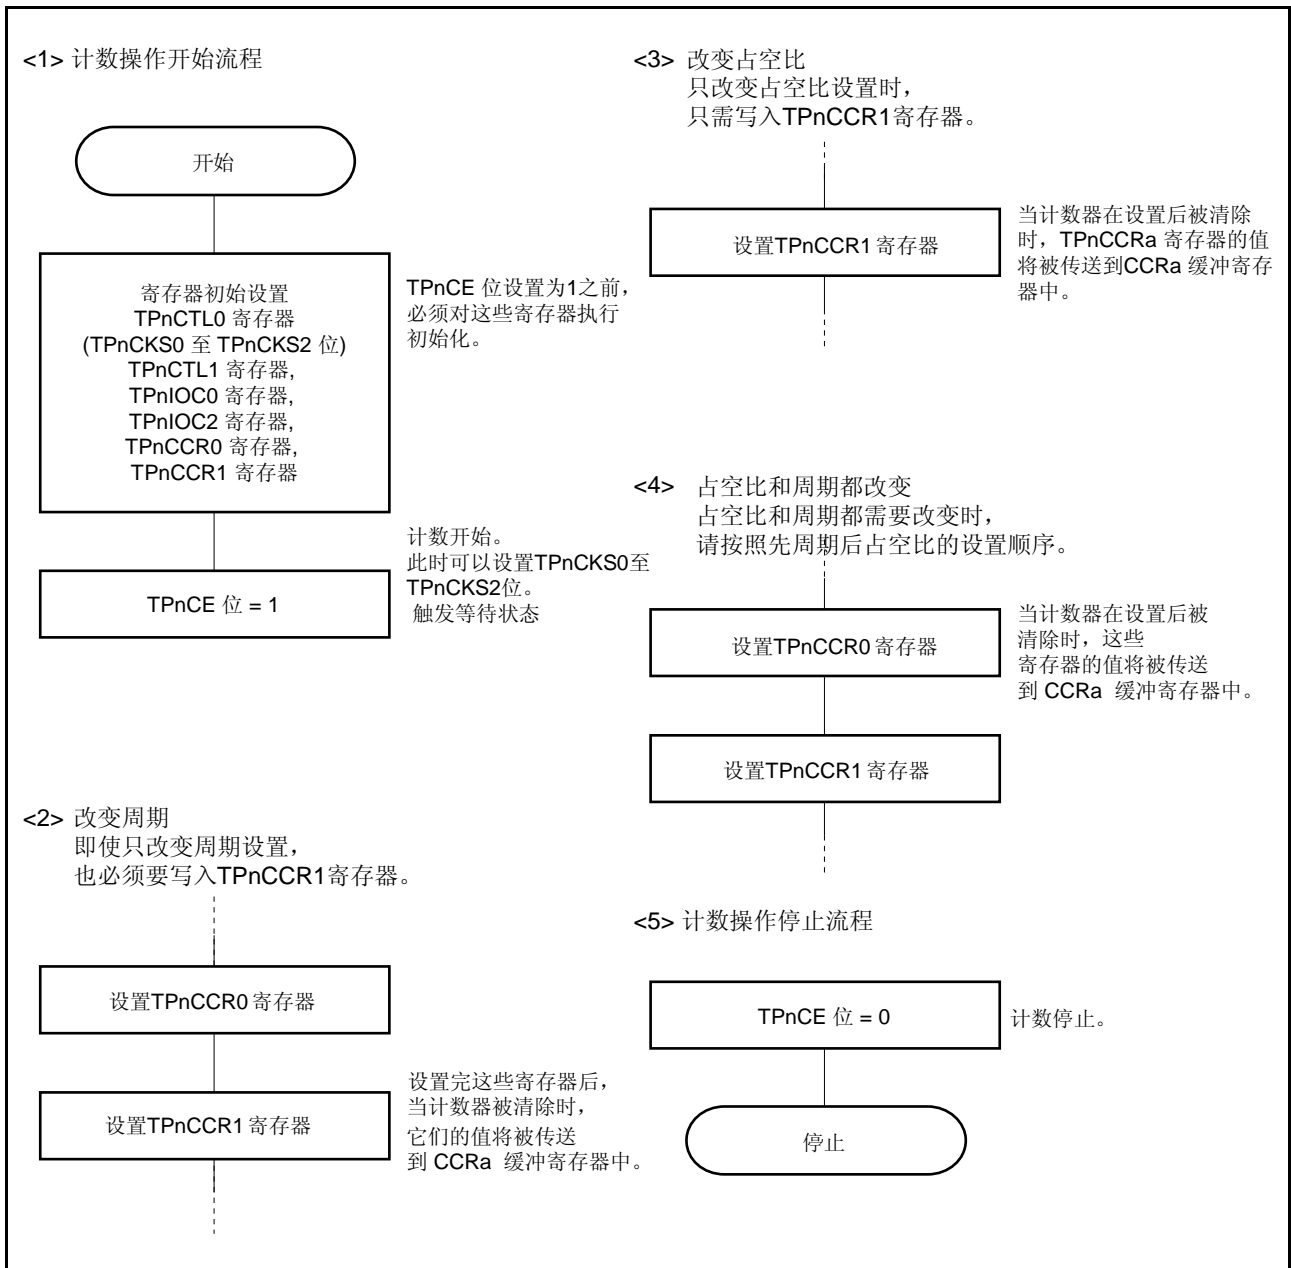 <1> 计数操作开始流程
开始
寄存器初始设置
TPnCTL0 寄存器
(TPnCKS0 至 TPnCKS2 位)
TPnCTL1 寄存器,
TPnIOC0 寄存器,
TPnIOC2 寄存器,
TPnCCR0 寄存器,
TPnCCR1 寄存器
TPnCE 位设置为1之前，
必须对这些寄存器执行
初始化。
TPnCE 位 = 1
计数开始。
此时可以设置TPnCKS0至
TPnCKS2位。
触发等待状态
<2> 改变周期
即使只改变周期设置，
也必须要写入TPnCCR1寄存器。
设置TPnCCR0 寄存器
设置TPnCCR1 寄存器
设置完这些寄存器后，
当计数器被清除时，
它们的值将被传送
到 CCRa 缓冲寄存器中。
<3> 改变占空比
只改变占空比设置时，
只需写入TPnCCR1寄存器。
设置TPnCCR1 寄存器
当计数器在设置后被清除
时，TPnCCRa 寄存器的值
将被传送到CCRa 缓冲寄存
器中。
<4> 占空比和周期都改变
占空比和周期都需要改变时，
请按照先周期后占空比的设置顺序。
设置TPnCCR0 寄存器
当计数器在设置后被
清除时，这些
寄存器的值将被传送
到 CCRa 缓冲寄存器中。
设置TPnCCR1 寄存器
<5> 计数操作停止流程
TPnCE 位 = 0
计数停止。
停止